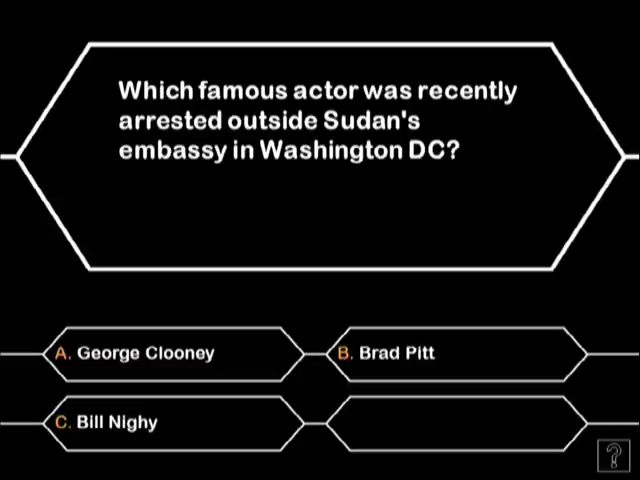 Which famous actor was recently
arrested outside Sudan's
embassy in Washington DC?
A. George Clooney
B. Brad Pitt
C. Bill Nighy
?